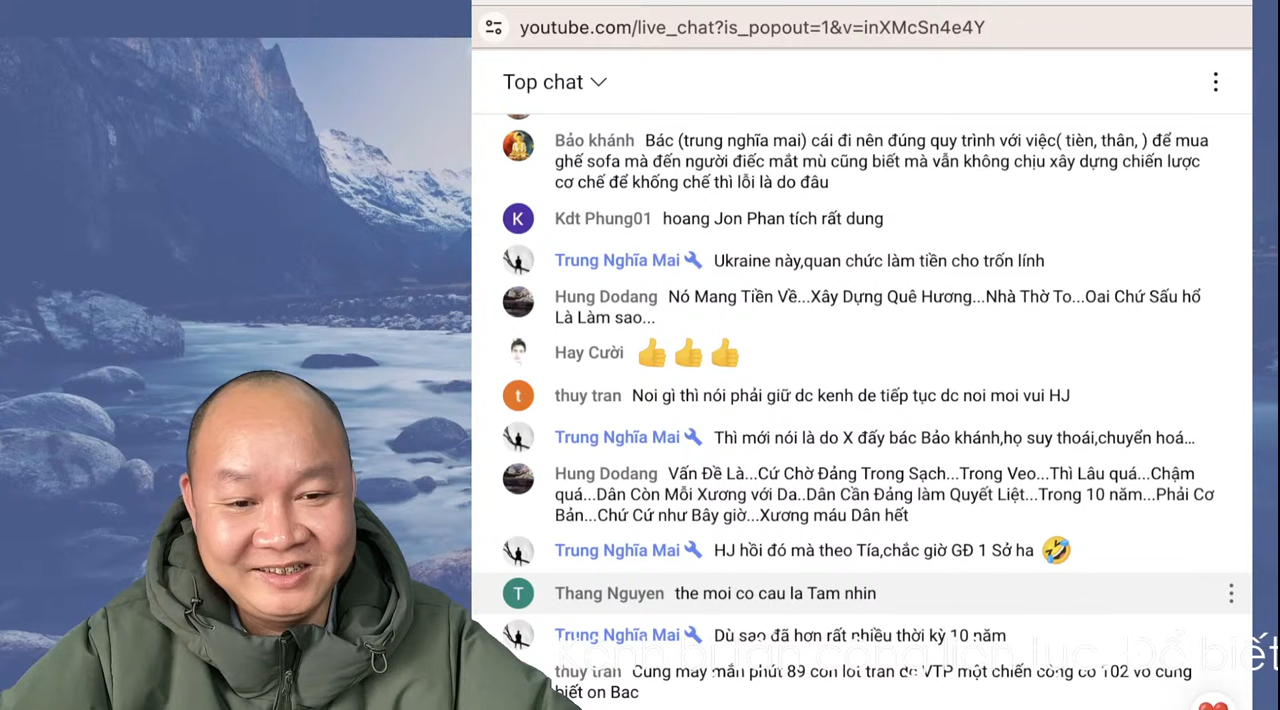 youtube.com/live_chat?is_popout=1&v=inXMcSn4e4Y
Top chat
Bảo khánh Bác (trung nghĩa mai) cái đi nên đúng quy trình với việc( tiền, thân, ) để mua
ghế sofa mà đến người điếc mắt mù cũng biết mà vẫn không chịu xây dựng chiến lược
cơ chế để khống chế thì lỗi là do đâu
K
Kdt Phung01 hoang Jon Phan tích rất dung
Trung Nghĩa Mai Ukraine này,quan chức làm tiền cho trốn lính
Hung Dodang Nó Mang Tiền Về...Xây Dựng Quê Hương...Nhà Thờ To...Oai Chứ Sấu hổ
Là Làm sao...
Hay Cười 👍👍👍
t
thuy tran Noi gì thì nói phải giữ dc kenh de tiếp tục dc noi moi vui HJ
Trung Nghĩa Mai Thì mới nói là do X đấy bác Bảo khánh,họ suy thoái,chuyển hoá...
Hung Dodang Vấn Đề Là...Cứ Chờ Đảng Trong Sạch...Trong Veo...Thì Lâu quá...Chậm
quá...Dân Còn Mỗi Xương với Da..Dân Cần Đảng làm Quyết Liệt...Trong 10 năm...Phải Cơ
Bản...Chứ Cứ như Bây giờ...Xương máu Dân hết
Trung Nghĩa Mai HJ hồi đó mà theo Tía,chắc giờ GĐ 1 Sở ha 🤣
T
Thang Nguyen the moi co cau la Tam nhin
Trung Nghĩa Mai Dù sao đã hơn rất nhiều thời kỳ 10 năm
thuy tran Cung may mắn phút 89 con lot tran dc VTP một chiến công co 102 vo cung
biết on Bac